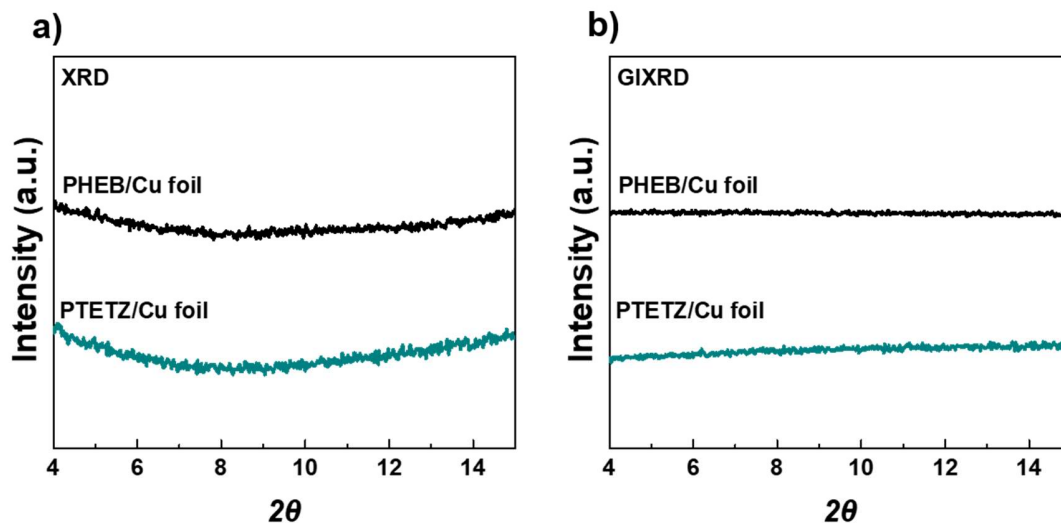 a)
XRD
PHEB/Cu foil
PTETZ/Cu foil
Intensity (a.u.)
4 6 8 10 12 14
2θ
b)
GIXRD
PHEB/Cu foil
PTETZ/Cu foil
Intensity (a.u.)
4 6 8 10 12 14
2θ